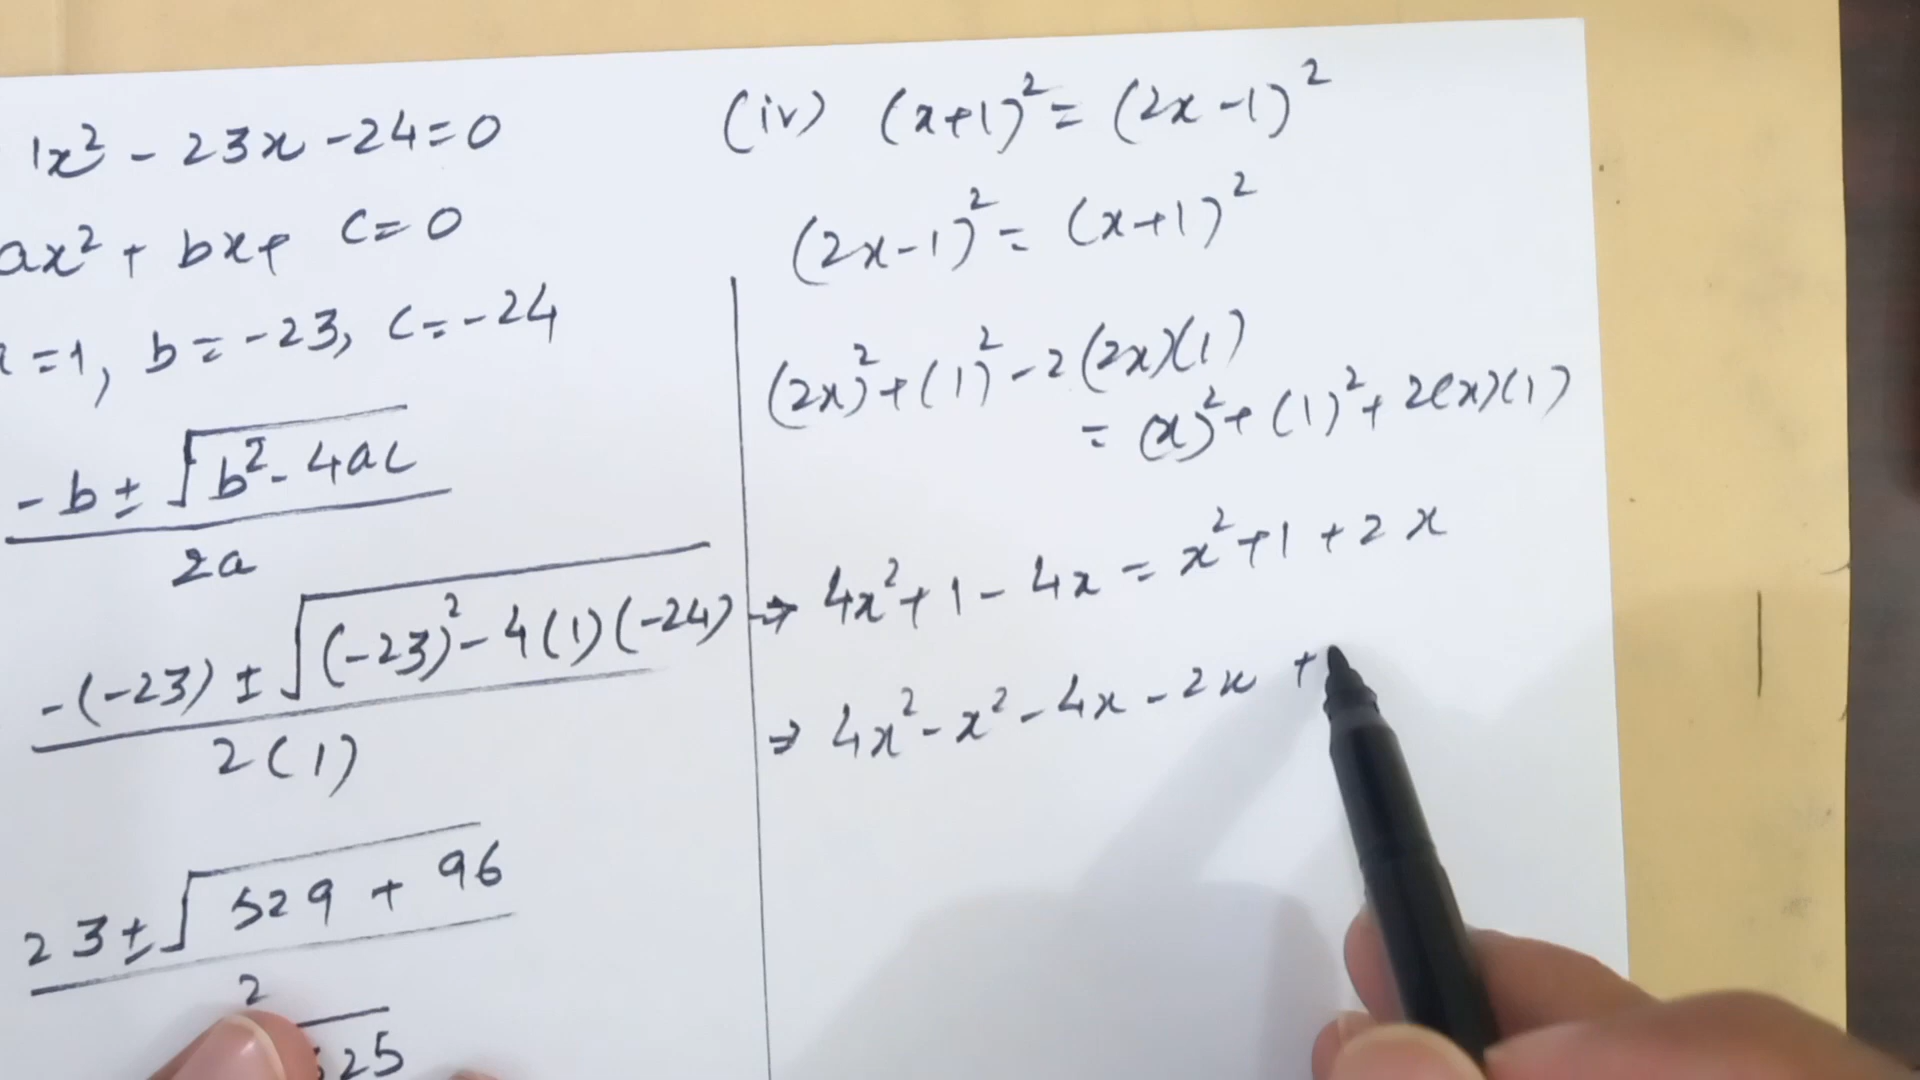 1x² - 23x - 24 = 0
ax² + bx + c = 0
= 1, b = -23, c = -24
-b ± √b² - 4ac
2a
-(-23) ± √(-23)² - 4(1)(-24)
2(1)
23 ± √529 + 96
2
25
(iv) (x+1)² = (2x-1)²
(2x-1)² = (x+1)²
(2x)² + (1)² - 2(2x)(1)
= (x)² + (1)² + 2(x)(1)
⇒ 4x² + 1 - 4x = x² + 1 + 2x
⇒ 4x² - x² - 4x - 2x +